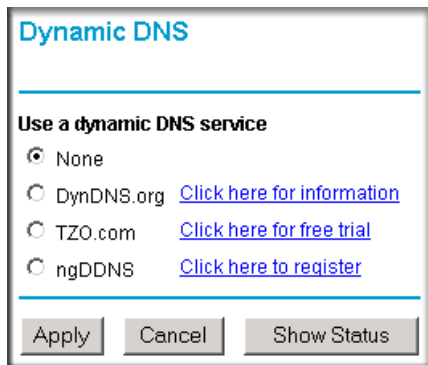 Dynamic DNS
Use a dynamic DNS service
None
DynDNS.org Click here for information
TZO.com Click here for free trial
ngDDNS Click here to register
Apply Cancel Show Status